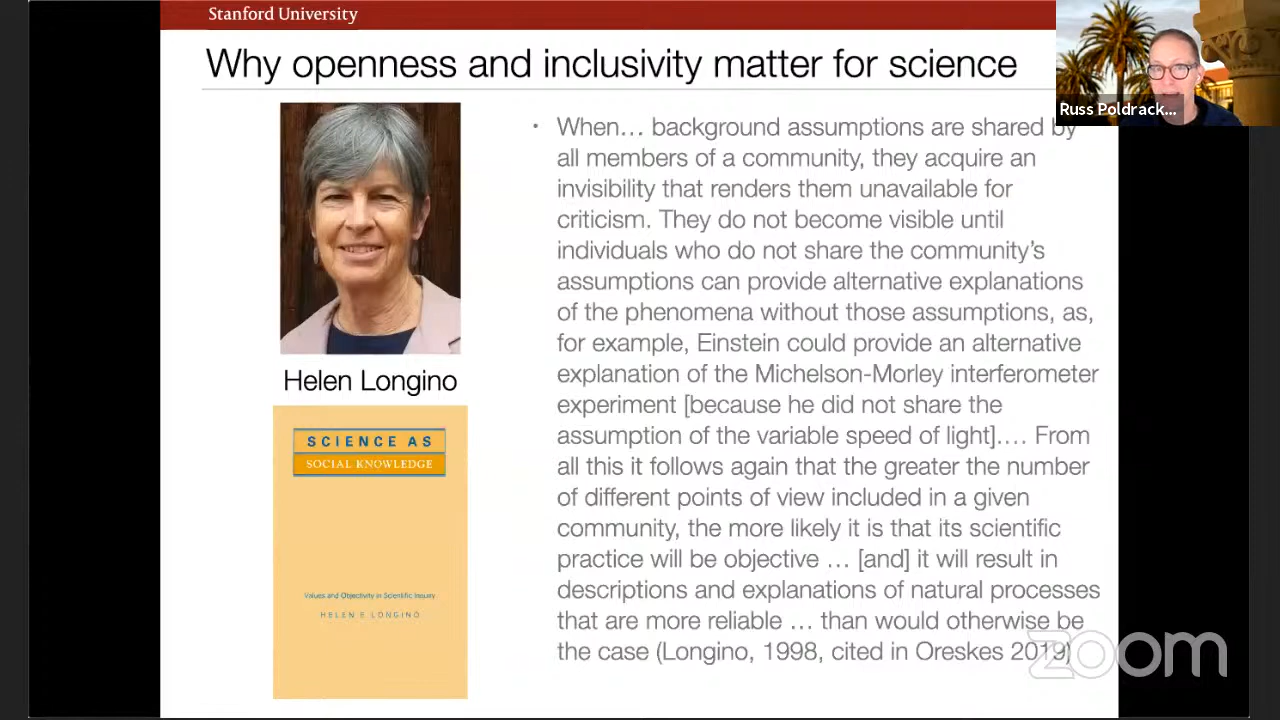 Stanford University
Why openness and inclusivity matter for science
Russ Poldrack...
• When… background assumptions are shared by
all members of a community, they acquire an
invisibility that renders them unavailable for
criticism. They do not become visible until
individuals who do not share the community’s
assumptions can provide alternative explanations
of the phenomena without those assumptions, as,
for example, Einstein could provide an alternative
explanation of the Michelson-Morley interferometer
experiment [because he did not share the
assumption of the variable speed of light]…. From
all this it follows again that the greater the number
of different points of view included in a given
community, the more likely it is that its scientific
practice will be objective … [and] it will result in
descriptions and explanations of natural processes
that are more reliable … than would otherwise be
the case (Longino, 1998, cited in Oreskes 2019)
Helen Longino
SCIENCE AS
SOCIAL KNOWLEDGE
Values and Objectivity in Scientific Inquiry
HELEN E LONGINO
zoom